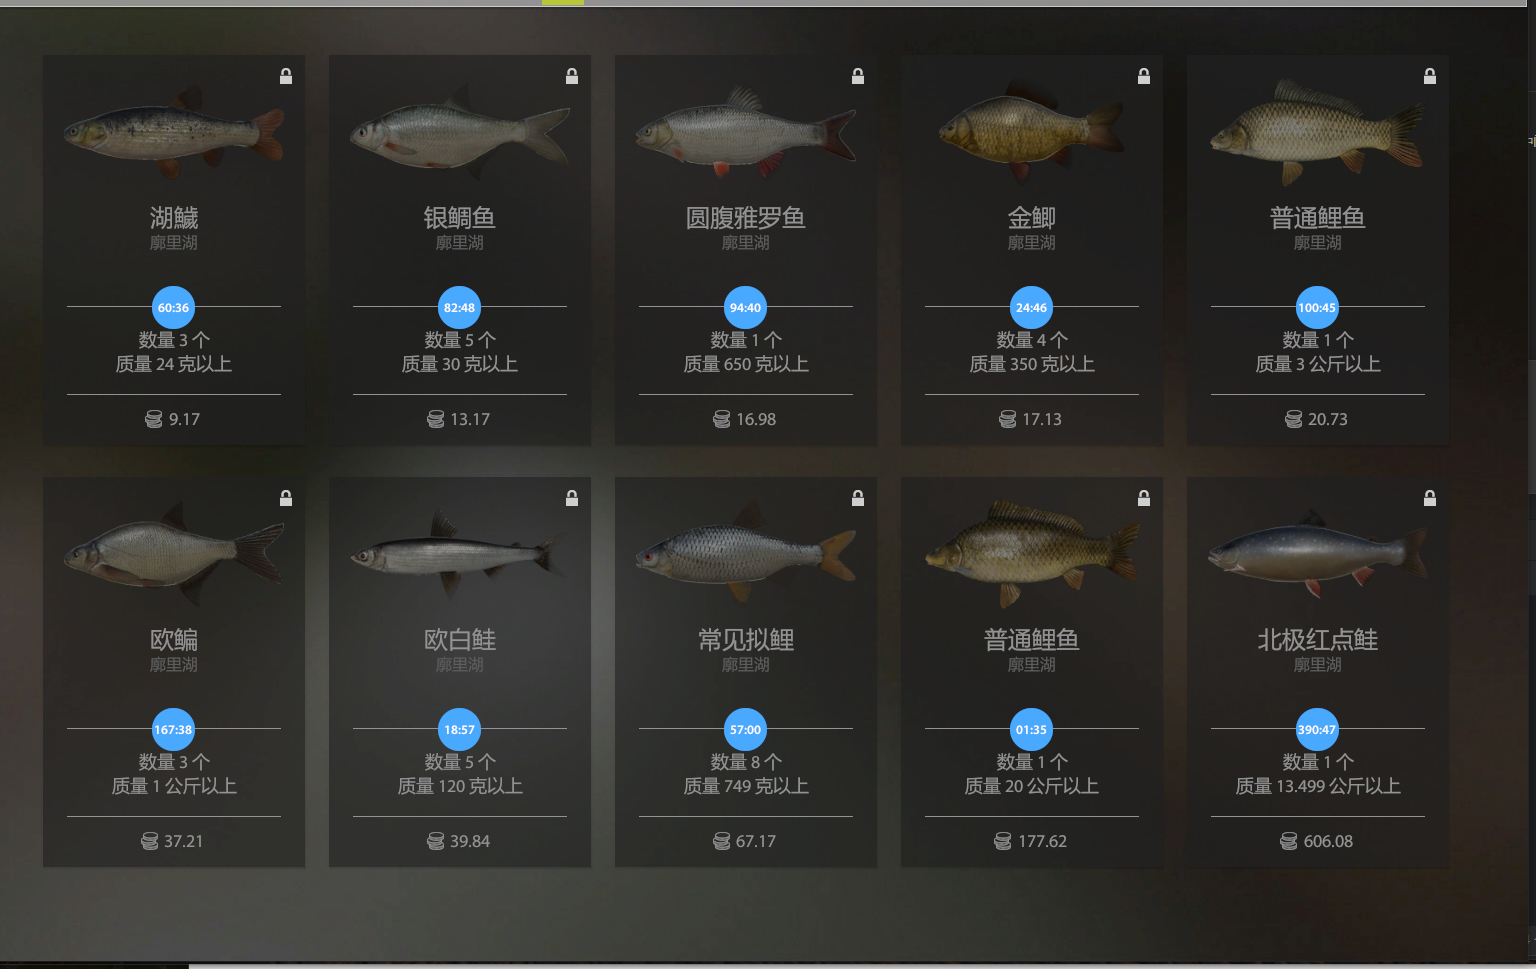 湖鱥
廓里湖
60:36
数量 3 个
质量 24 克以上
9.17
银鲷鱼
廓里湖
82:48
数量 5 个
质量 30 克以上
13.17
圆腹雅罗鱼
廓里湖
94:40
数量 1 个
质量 650 克以上
16.98
金鲫
廓里湖
24:46
数量 4 个
质量 350 克以上
17.13
普通鲤鱼
廓里湖
100:45
数量 1 个
质量 3 公斤以上
20.73
欧鳊
廓里湖
167:38
数量 3 个
质量 1 公斤以上
37.21
欧白鲑
廓里湖
18:57
数量 5 个
质量 120 克以上
39.84
常见拟鲤
廓里湖
57:00
数量 8 个
质量 749 克以上
67.17
普通鲤鱼
廓里湖
01:35
数量 1 个
质量 20 公斤以上
177.62
北极红点鲑
廓里湖
390:47
数量 1 个
质量 13.499 公斤以上
606.08